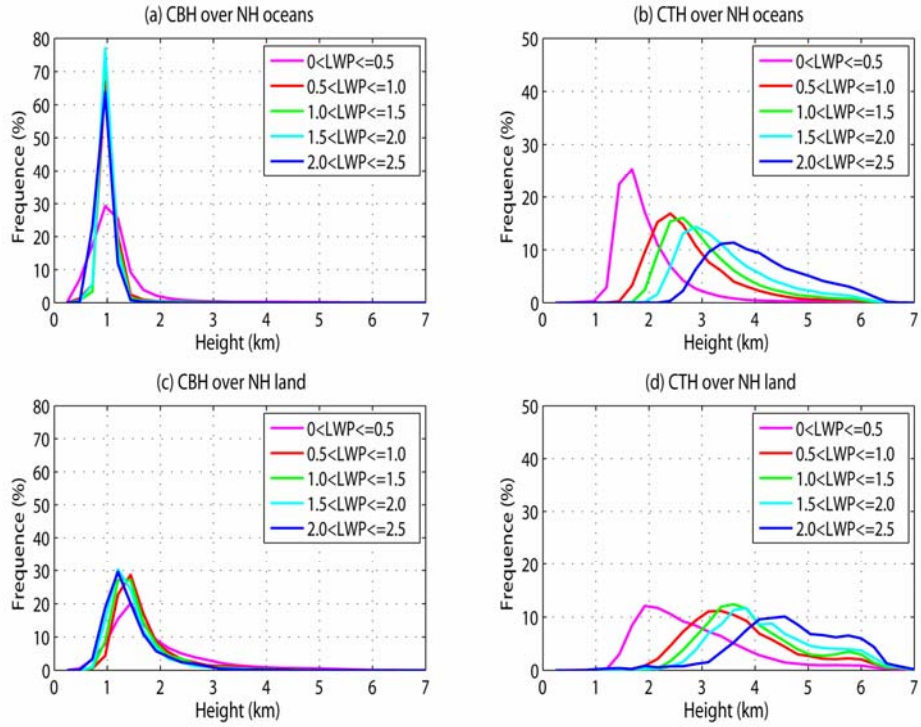 (a) CBH over NH oceans
80
70
60
50
40
30
20
10
0
0 1 2 3 4 5 6 7
Frequence (%)
Height (km)
0<LWP<=0.5
0.5<LWP<=1.0
1.0<LWP<=1.5
1.5<LWP<=2.0
2.0<LWP<=2.5
(b) CTH over NH oceans
50
40
30
20
10
0
0 1 2 3 4 5 6 7
Frequence (%)
Height (km)
0<LWP<=0.5
0.5<LWP<=1.0
1.0<LWP<=1.5
1.5<LWP<=2.0
2.0<LWP<=2.5
(c) CBH over NH land
80
70
60
50
40
30
20
10
0
0 1 2 3 4 5 6 7
Frequence (%)
Height (km)
0<LWP<=0.5
0.5<LWP<=1.0
1.0<LWP<=1.5
1.5<LWP<=2.0
2.0<LWP<=2.5
(d) CTH over NH land
50
40
30
20
10
0
0 1 2 3 4 5 6 7
Frequence (%)
Height (km)
0<LWP<=0.5
0.5<LWP<=1.0
1.0<LWP<=1.5
1.5<LWP<=2.0
2.0<LWP<=2.5